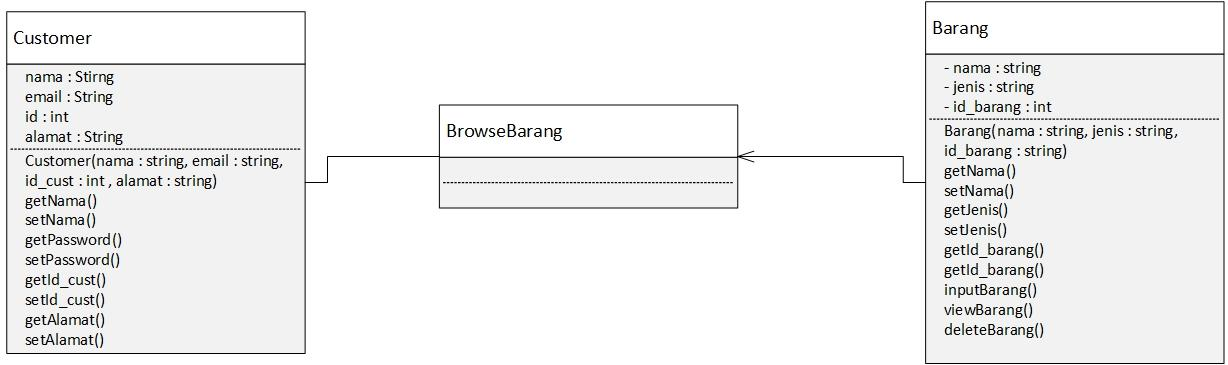 Customer
nama : Stirng
email : String
id : int
alamat : String
Customer(nama : string, email : string,
id_cust : int , alamat : string)
getNama()
setNama()
getPassword()
setPassword()
getId_cust()
setId_cust()
getAlamat()
setAlamat()
BrowseBarang
Barang
- nama : string
- jenis : string
- id_barang : int
Barang(nama : string, jenis : string,
id_barang : string)
getNama()
setNama()
getJenis()
setJenis()
getId_barang()
getId_barang()
inputBarang()
viewBarang()
deleteBarang()